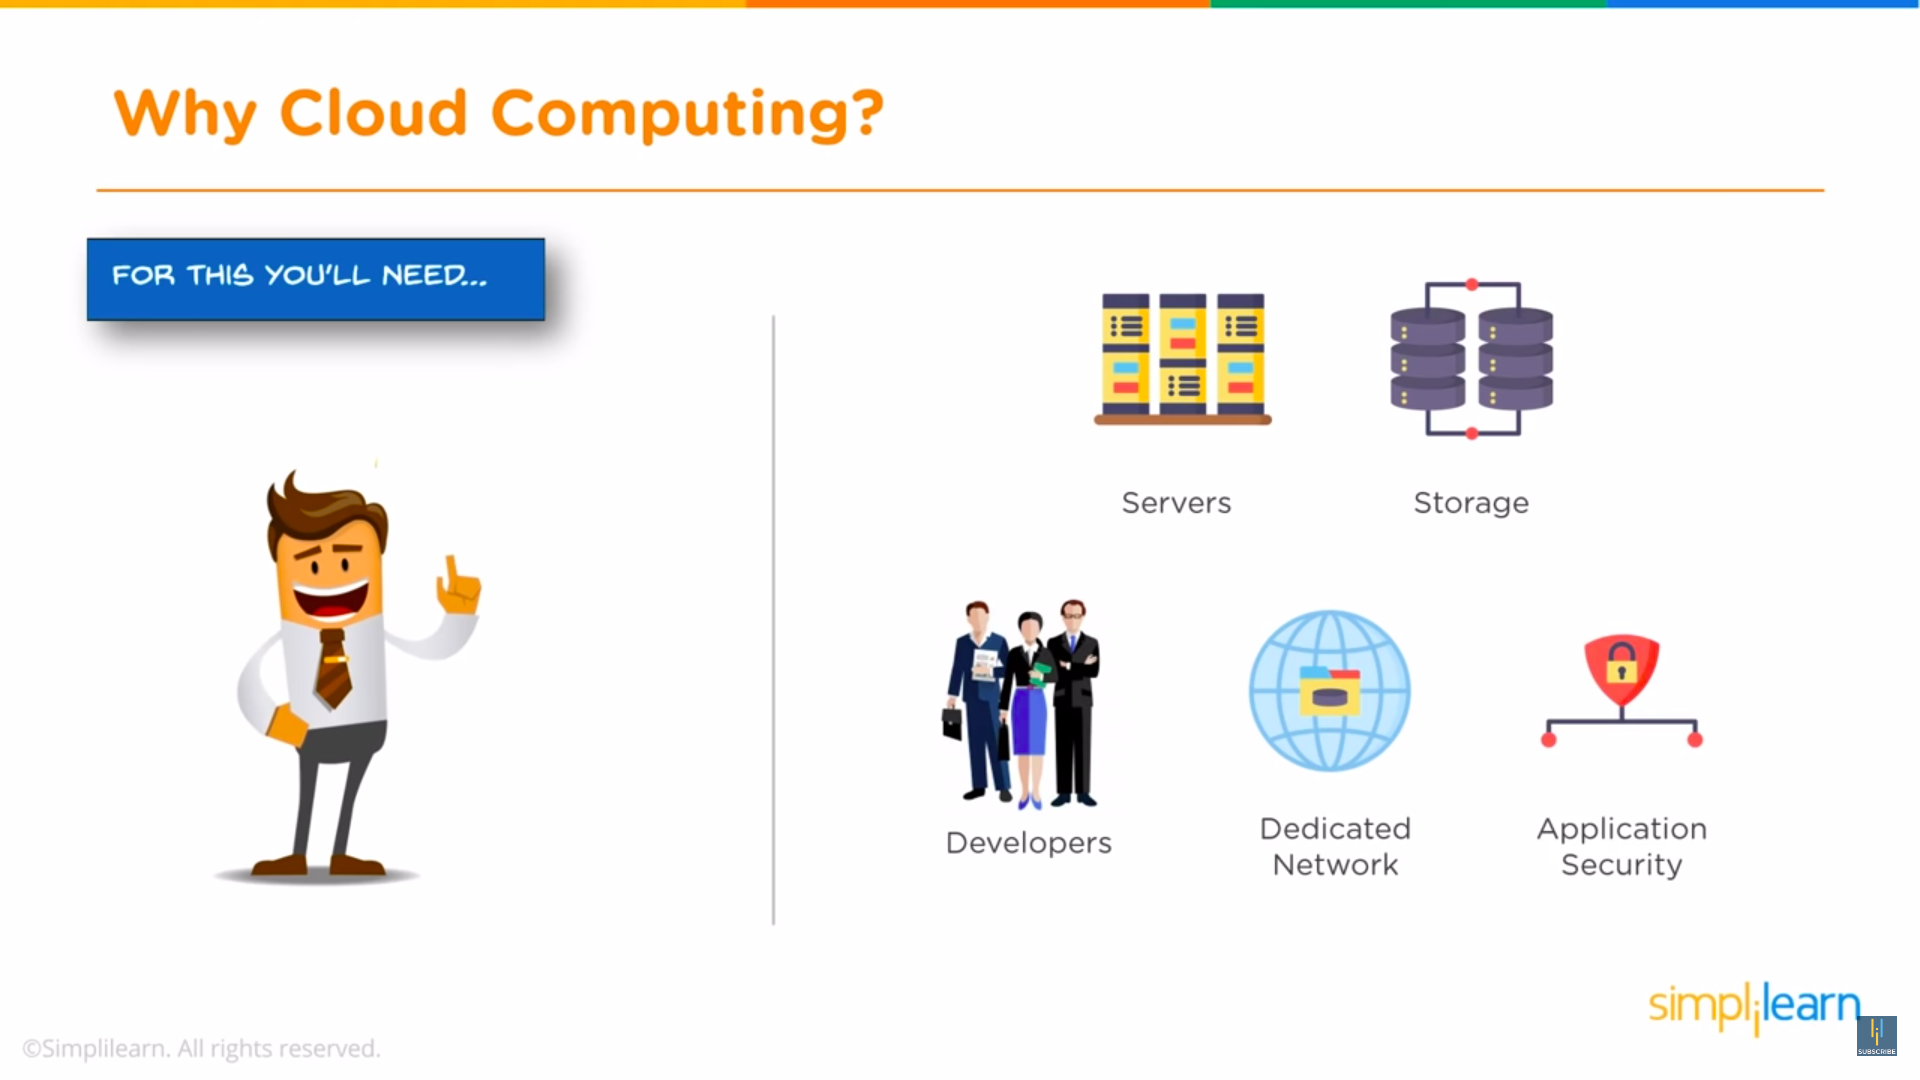 Why Cloud Computing?
FOR THIS YOU'LL NEED...
Servers
Storage
Developers
Dedicated
Network
Application
Security
simplilearn
SUBSCRIBE
©Simplilearn. All rights reserved.